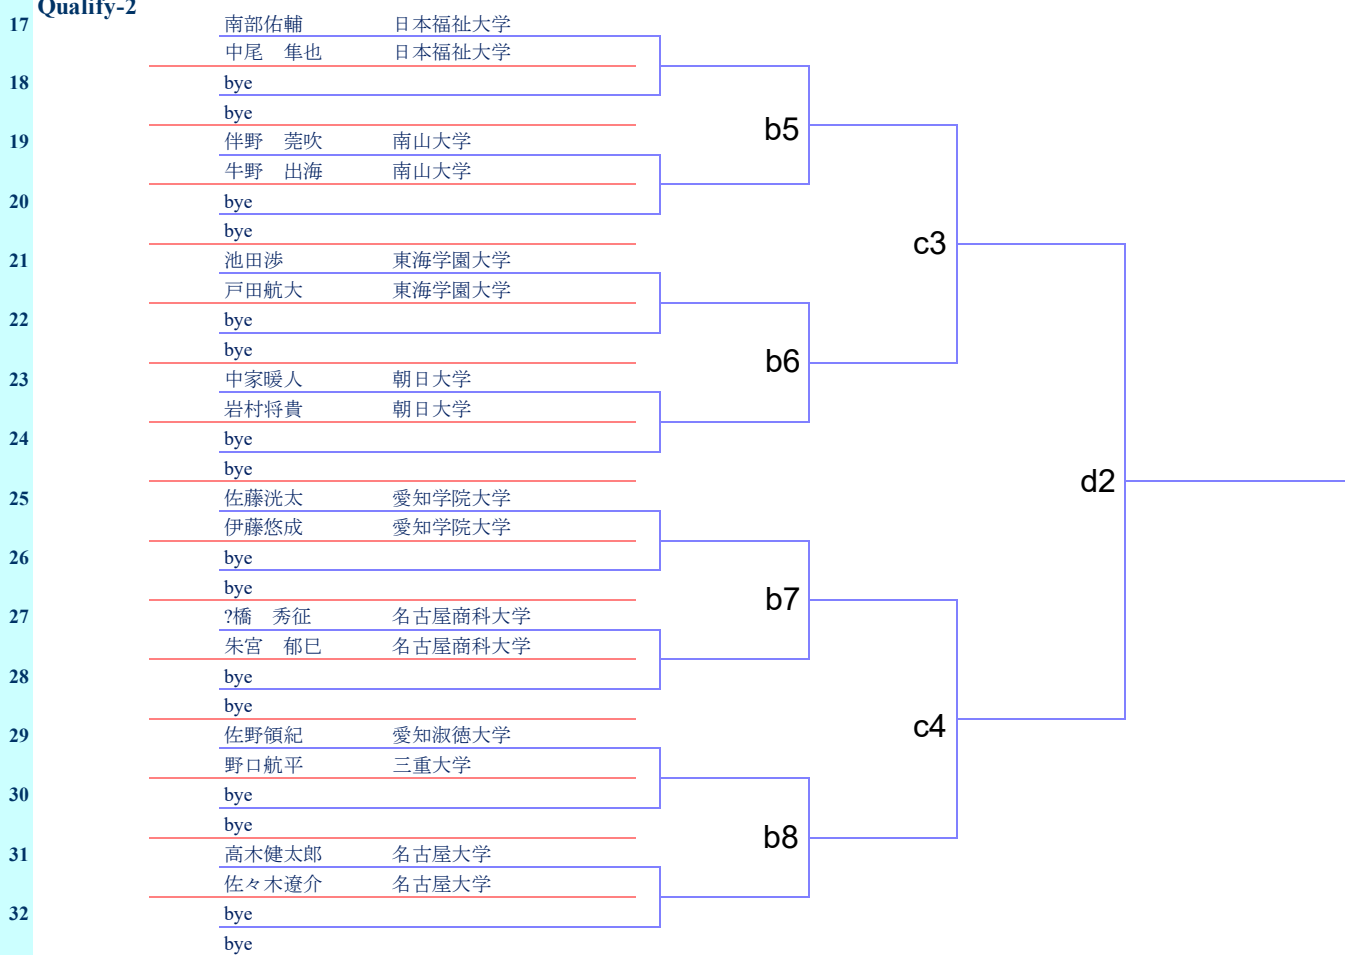 Qualify-2
17 南部佑輔 日本福祉大学
中尾 隼也 日本福祉大学
18 bye
bye
b5
19 伴野 莞吹 南山大学
牛野 出海 南山大学
20 bye
bye
c3
21 池田渉 東海学園大学
戸田航大 東海学園大学
22 bye
bye
b6
23 中家暖人 朝日大学
岩村将貴 朝日大学
24 bye
bye
d2
25 佐藤洸太 愛知学院大学
伊藤悠成 愛知学院大学
26 bye
bye
b7
27 ?橋 秀征 名古屋商科大学
朱宮 郁巳 名古屋商科大学
28 bye
bye
c4
29 佐野領紀 愛知淑徳大学
野口航平 三重大学
30 bye
bye
b8
31 高木健太郎 名古屋大学
佐々木遼介 名古屋大学
32 bye
bye